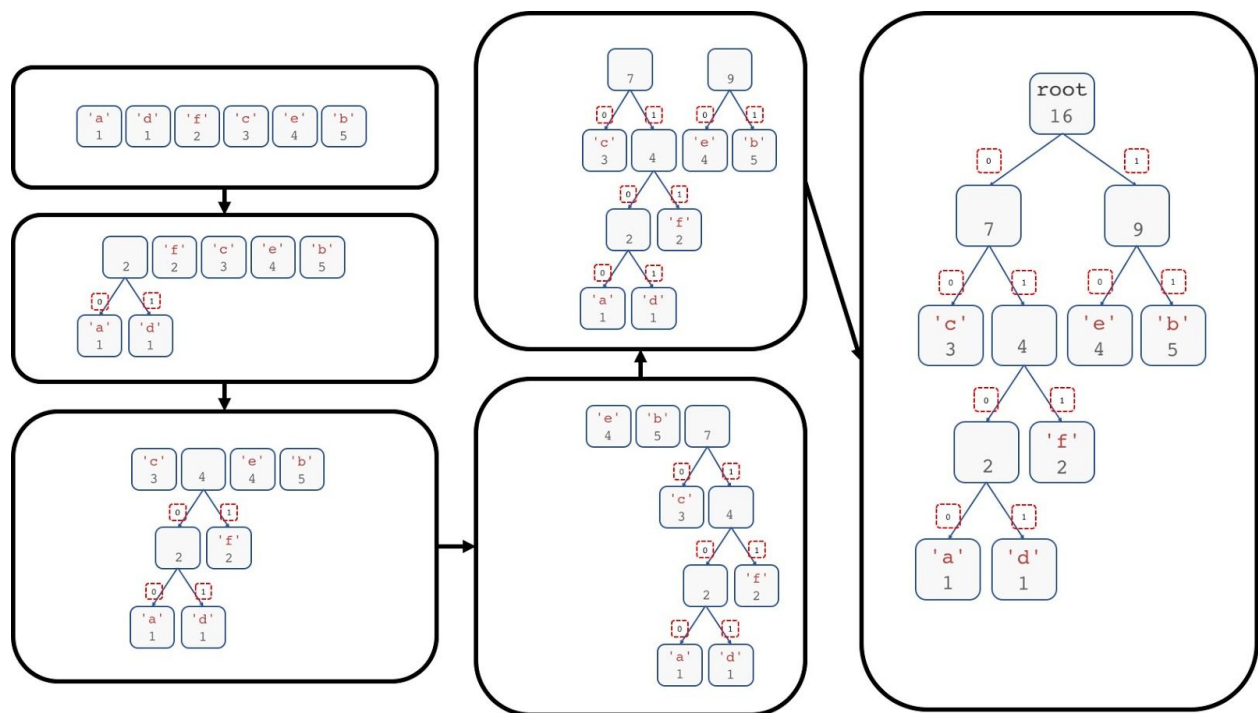 'a' 'd' 'f' 'c' 'e' 'b'
1 1 2 3 4 5
'f' 'c' 'e' 'b'
2 2 3 4 5
0 1
'a' 'd'
1 1
'c' 'e' 'b'
3 4 4 5
0 1
'f'
2 2
0 1
'a' 'd'
1 1
'e' 'b'
4 5 7
0 1
'c'
3 4
0 1
'f'
2 2
0 1
'a' 'd'
1 1
7 9
0 1 0 1
'c' 'e' 'b'
3 4 4 5
0 1
'f'
2 2
0 1
'a' 'd'
1 1
root
16
0 1
7 9
0 1 0 1
'c' 'e' 'b'
3 4 4 5
0 1
'f'
2 2
0 1
'a' 'd'
1 1